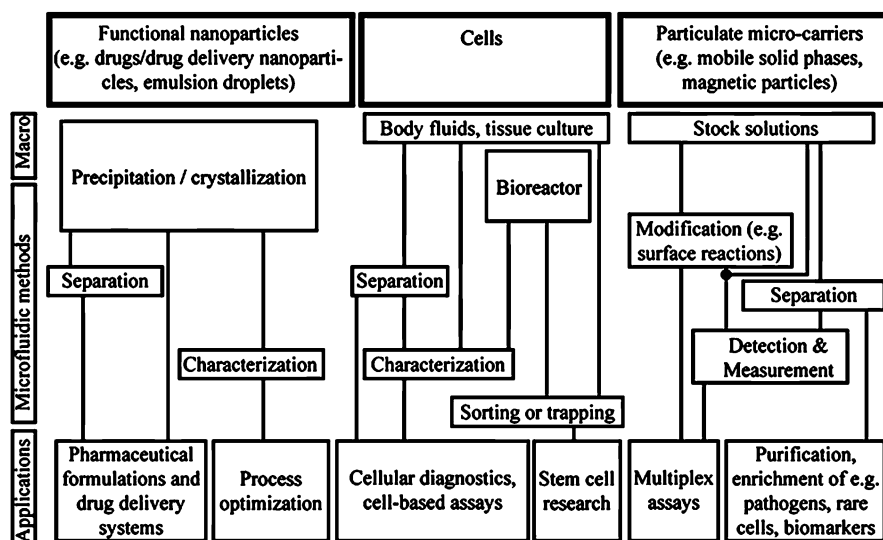 Functional nanoparticles
(e.g. drugs/drug delivery nanoparti-
cles, emulsion droplets)
Cells
Particulate micro-carriers
(e.g. mobile solid phases,
magnetic particles)
Macro
Body fluids, tissue culture
Stock solutions
Precipitation / crystallization
Bioreactor
Microfluidic methods
Modification (e.g.
surface reactions)
Separation
Separation
Separation
Characterization
Characterization
Detection &
Measurement
Sorting or trapping
Applications
Pharmaceutical
formulations and
drug delivery
systems
Process
optimization
Cellular diagnostics,
cell-based assays
Stem cell
research
Multiplex
assays
Purification,
enrichment of e.g.
pathogens, rare
cells, biomarkers